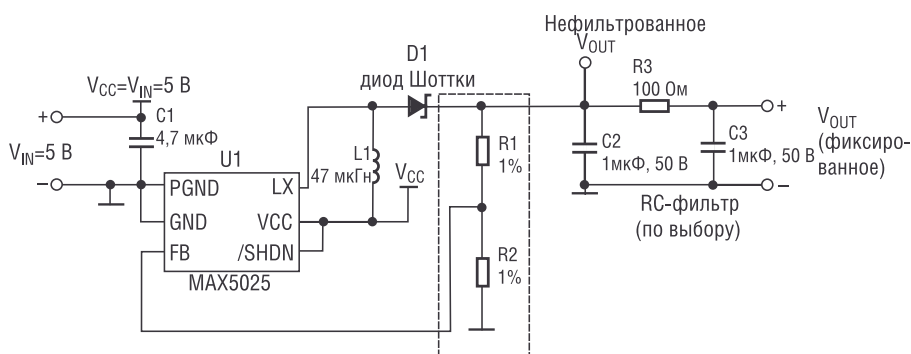 Нефильтрованное
VOUT
D1
диод Шоттки
R3
100 Ом
VCC=VIN=5 В
C1
4,7 мкФ
+
VIN=5 В
–
U1
PGND
GND
FB
LX
VCC
/SHDN
MAX5025
L1
47 мкГн
VCC
R1
1%
R2
1%
C2
1мкФ, 50 В
C3
1мкФ, 50 В
+
VOUT
(фиксиро-
ванное)
–
RC-фильтр
(по выбору)